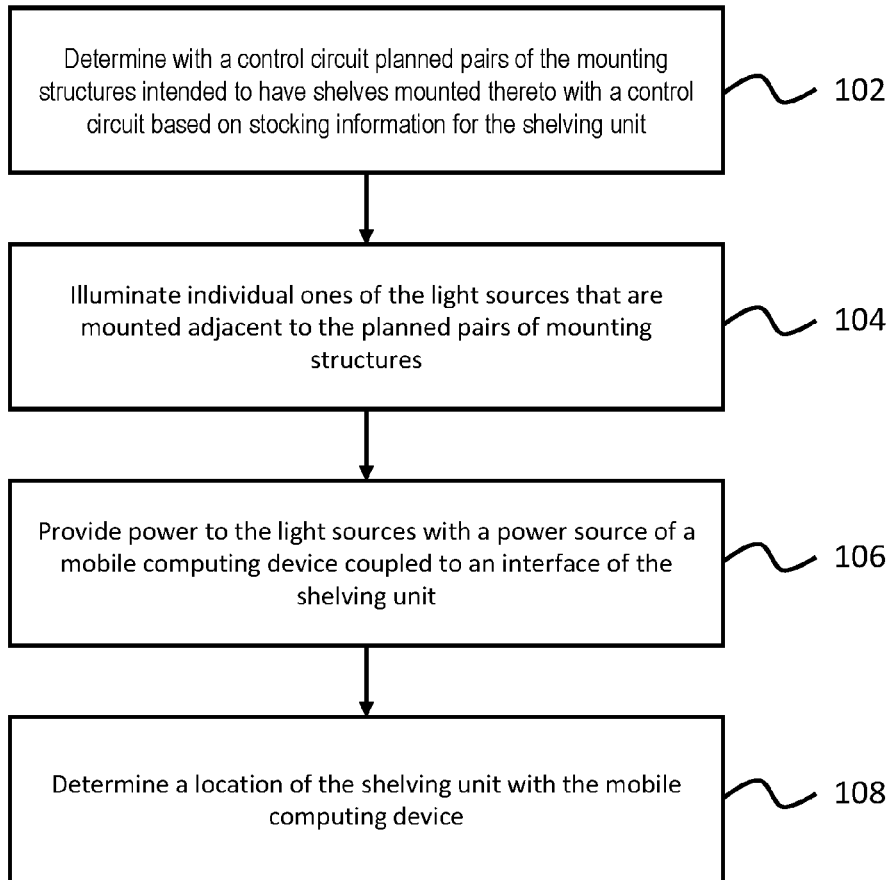 Determine with a control circuit planned pairs of the mounting
structures intended to have shelves mounted thereto with a control
circuit based on stocking information for the shelving unit
102
Illuminate individual ones of the light sources that are
mounted adjacent to the planned pairs of mounting
structures
104
Provide power to the light sources with a power source of a
mobile computing device coupled to an interface of the
shelving unit
106
Determine a location of the shelving unit with the mobile
computing device
108